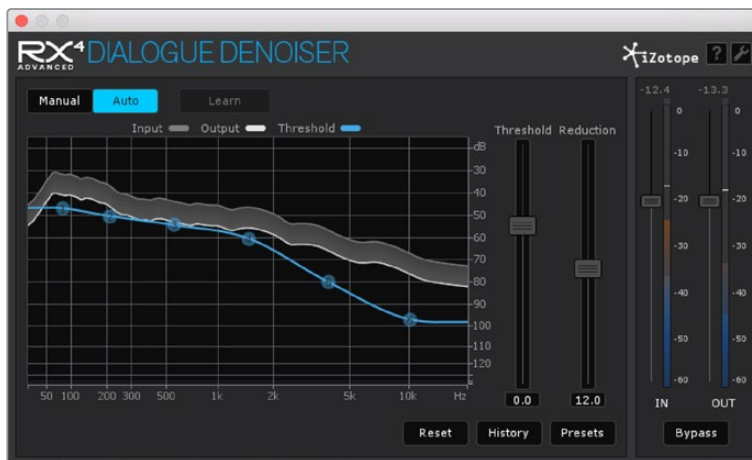 RX4 DIALOGUE DENOISER
ADVANCED
iZotope ?
Manual Auto Learn
Input Output Threshold
Threshold Reduction
-12.4 -13.3
dB
-30
-40
-50
-60
-70
-80
-90
-100
-110
-120
50 100 200 300 500 1k 2k 5k 10k Hz
0.0 12.0
0
-10
-20
-30
-40
-50
-60
0
-10
-20
-30
-40
-50
-60
IN OUT
Reset History Presets Bypass